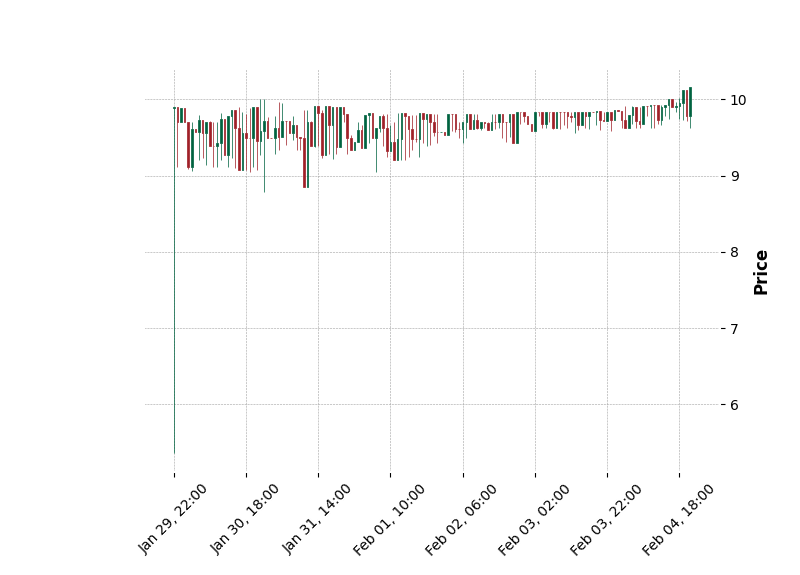 10
9
8
7
6
Price
Jan 29, 22:00
Jan 30, 18:00
Jan 31, 14:00
Feb 01, 10:00
Feb 02, 06:00
Feb 03, 02:00
Feb 03, 22:00
Feb 04, 18:00